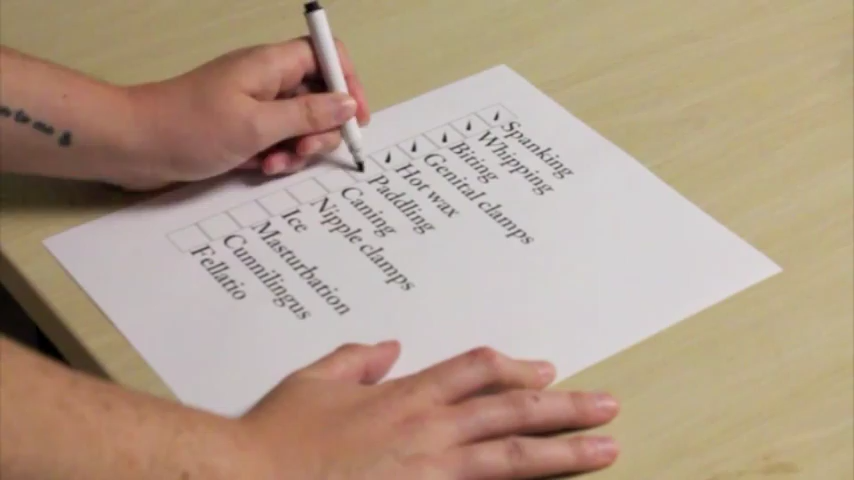 Spanking
Whipping
Biting
Genital clamps
Hot wax
Paddling
Caning
Nipple clamps
Ice
Masturbation
Cunnilingus
Fellatio